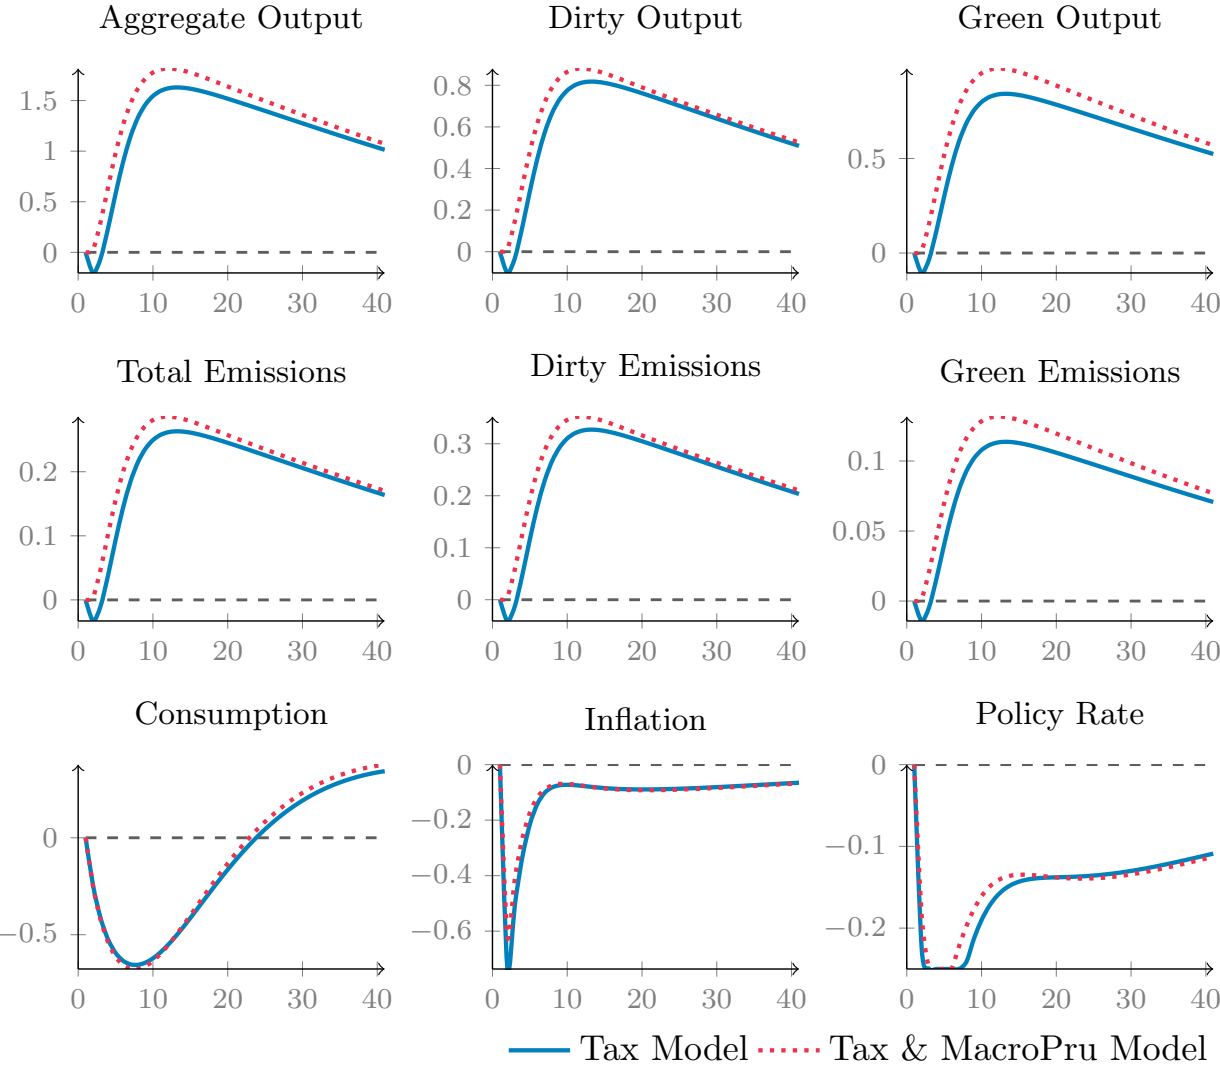 Aggregate Output Dirty Output Green Output
1.5 0.8
1 0.6 0.5
0.5 0.4
0.2
0 0 0
0 10 20 30 40 0 10 20 30 40 0 10 20 30 40
Total Emissions Dirty Emissions Green Emissions
0.2 0.3 0.1
0.1 0.2 0.05
0.1
0 0 0
0 10 20 30 40 0 10 20 30 40 0 10 20 30 40
Consumption Inflation Policy Rate
0 0 0
−0.5 −0.2 −0.1
−0.4 −0.2
−0.6
0 10 20 30 40 0 10 20 30 40 0 10 20 30 40
Tax Model Tax & MacroPru Model